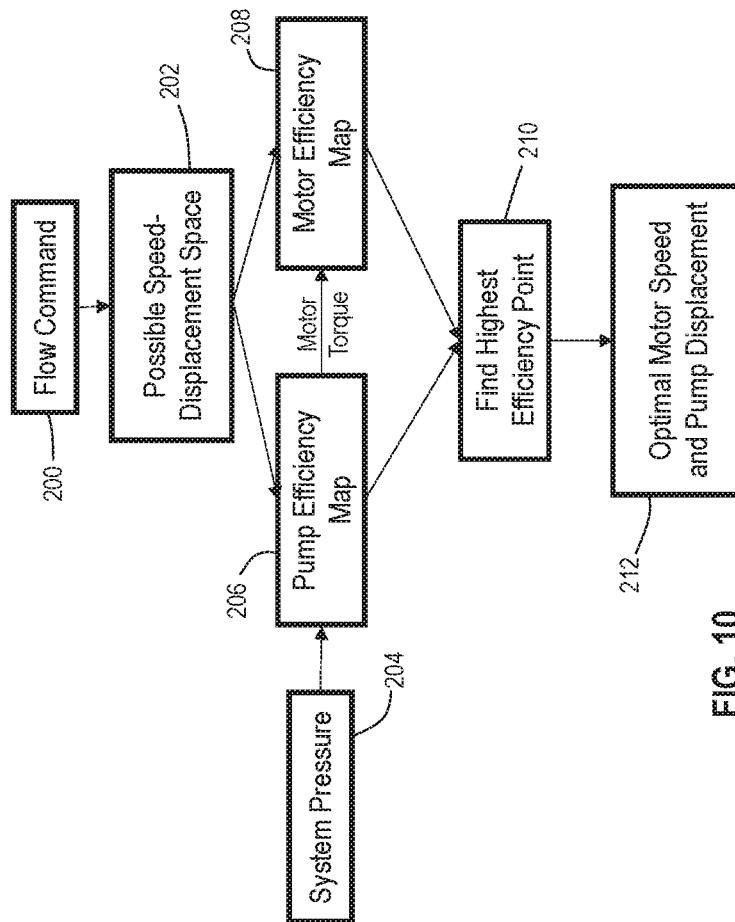 Flow Command
200
Possible Speed-
Displacement Space
202
System Pressure
204
Pump Efficiency
Map
206
Motor
Torque
Motor Efficiency
Map
208
Find Highest
Efficiency Point
210
Optimal Motor Speed
and Pump Displacement
212
FIG. 10